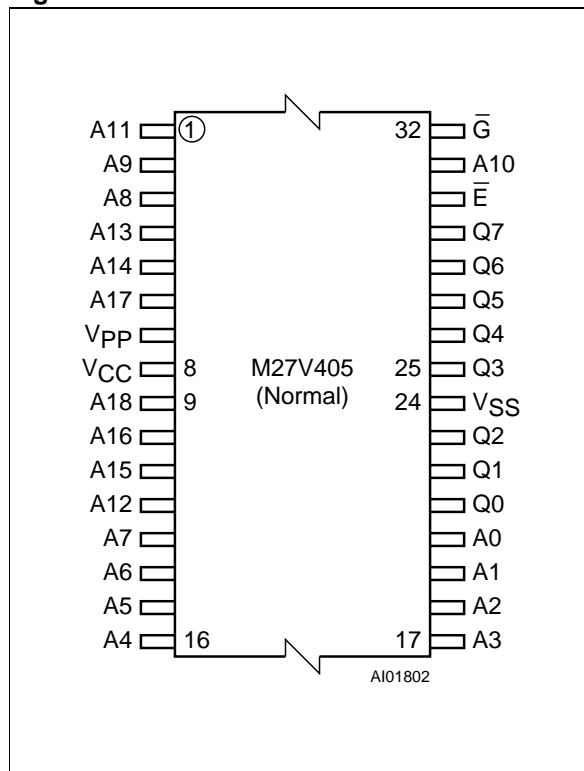 A11 1 32 G̅
A9 A10
A8 E̅
A13 Q7
A14 Q6
A17 Q5
VPP Q4
VCC 8 M27V405 25 Q3
A18 9 (Normal) 24 VSS
A16 Q2
A15 Q1
A12 Q0
A7 A0
A6 A1
A5 A2
A4 16 17 A3
AI01802